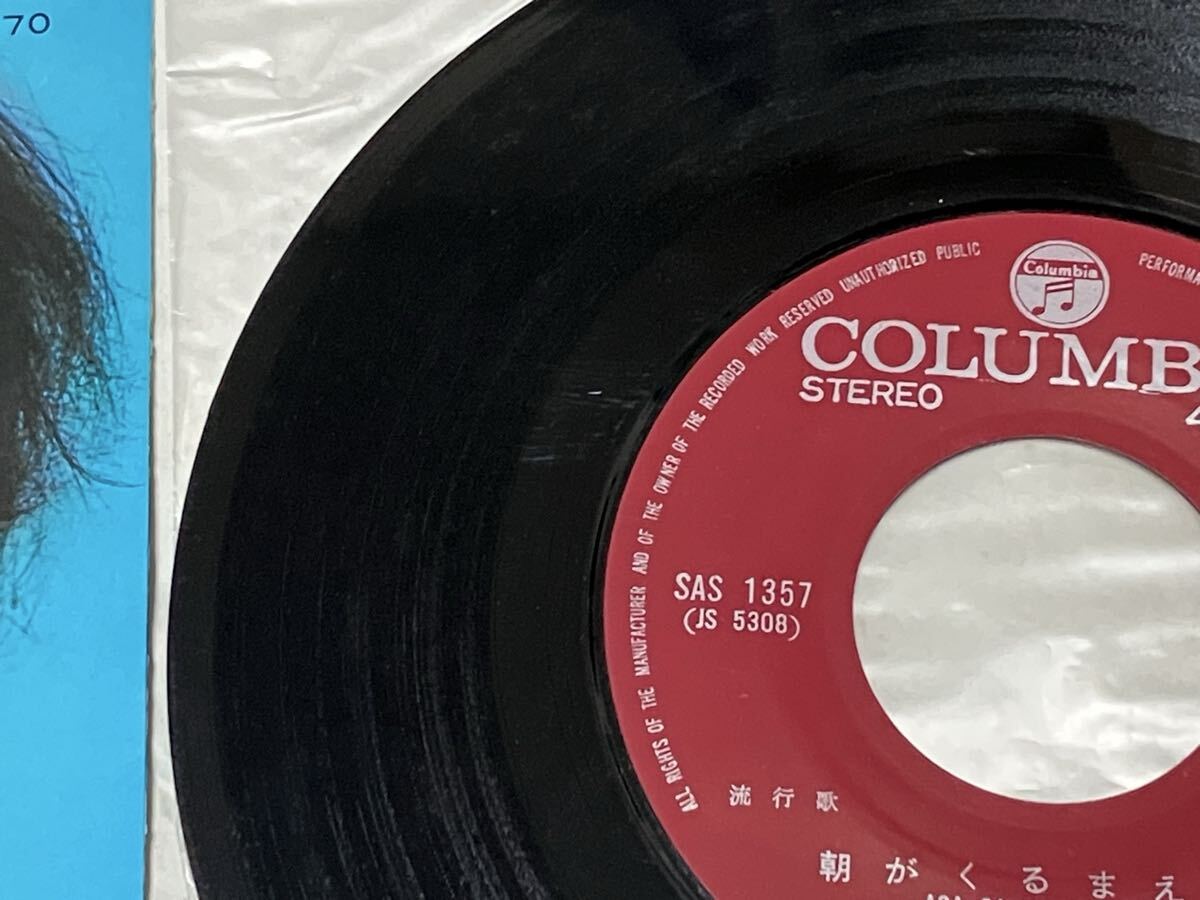 70
ALL RIGHTS OF THE MANUFACTURER AND OF THE OWNER OF THE RECORDED WORK RESERVED UNAUTHORIZED PUBLIC PERFORMA
Columbia
COLUMB
STEREO
SAS 1357
(JS 5308)
流行歌
朝がくるまえ